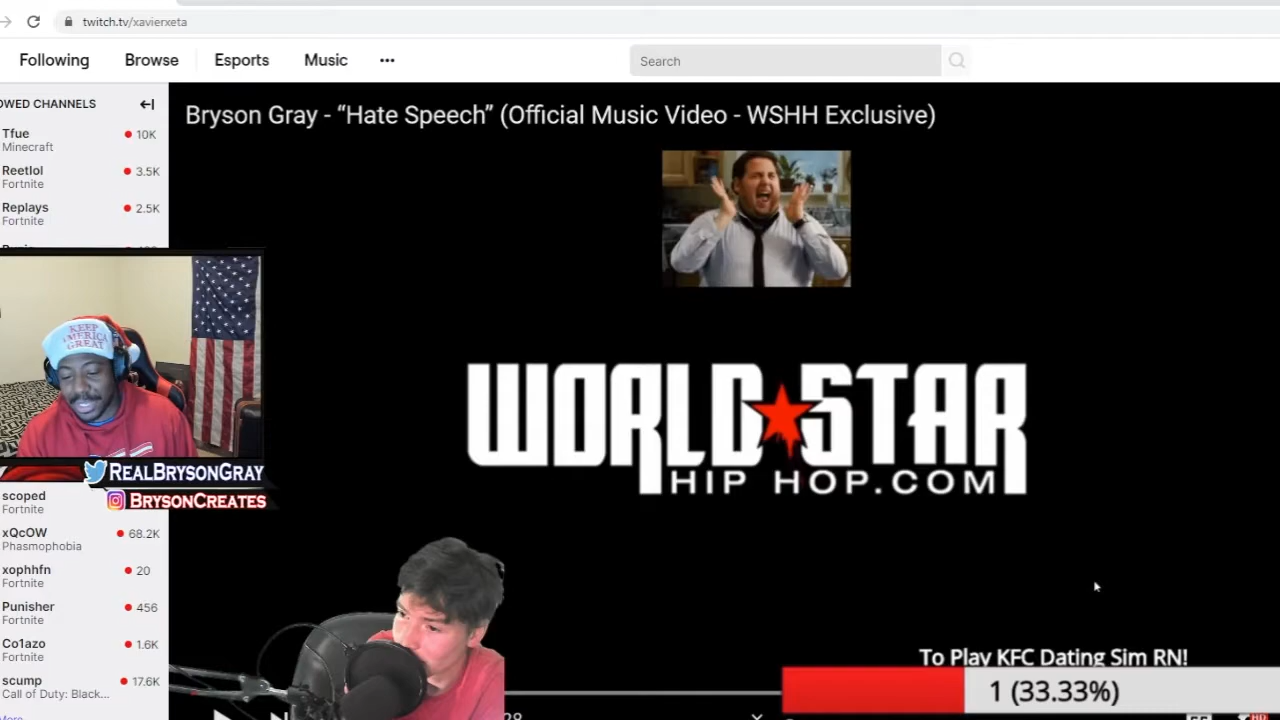 twitch.tv/xavierxeta
Following
Browse
Esports
Music
Search
OWED CHANNELS
Tfue
10K
Minecraft
Reetlol
3.5K
Fortnite
Replays
2.5K
Fortnite
Bryson Gray - “Hate Speech” (Official Music Video - WSHH Exclusive)
KEEP
AMERICA
GREAT
REALBRYSONGRAY
BRYSONCREATES
WORLD STAR
HIP HOP.COM
scoped
Fortnite
xQcOW
68.2K
Phasmophobia
xophhfn
20
Fortnite
Punisher
456
Fortnite
Co1azo
1.6K
Fortnite
scump
17.6K
Call of Duty: Black...
To Play KFC Dating Sim RN!
1 (33.33%)